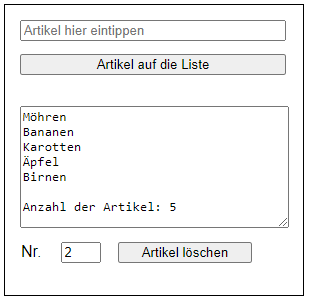 Artikel hier eintippen
Artikel auf die Liste
Möhren
Bananen
Karotten
Äpfel
Birnen
Anzahl der Artikel: 5
Nr. 2 Artikel löschen